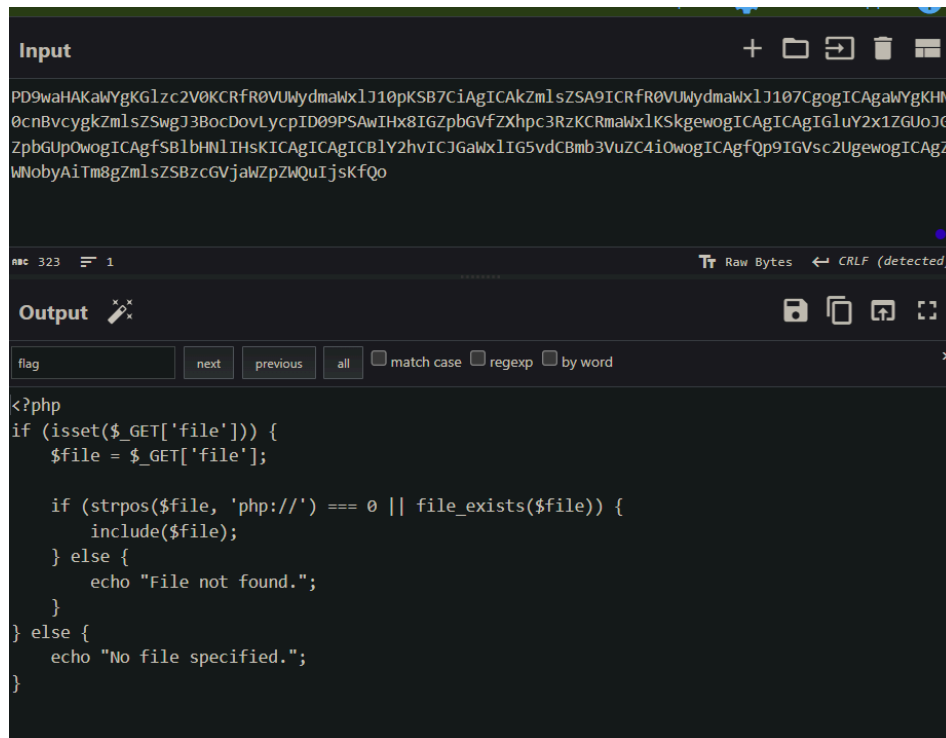 Input
PD9waHAKaWYgKGlzc2V0KCRfR0VUWydmaWxlJ10pKSB7CiAgICAkZmlsZSA9ICRfR0VUWydmaWxlJ107CgogICAgaWYgKHN
0cnBvcygkZmlsZSwgJ3BocDovLycpID09PSAwIHx8IGZpbGVfZXhpc3RzKCRmaWxlKSkgewogICAgICAgIGluY2x1ZGUoJG
ZpbGUpOwogICAgfSBlbHNlIHsKICAgICAgICBlY2hvICJGaWxlIG5vdCBmb3VuZC4iOwogICAgfQp9IGVsc2UgewogICAgZ
WNobyAiTm8gZmlsZSBzcGVjaWZpZWQuIjsKfQo
ABC 323 1 Tт Raw Bytes CRLF (detected)
Output
flag next previous all match case regexp by word
<?php
if (isset($_GET['file'])) {
    $file = $_GET['file'];
    if (strpos($file, 'php://') === 0 || file_exists($file)) {
        include($file);
    } else {
        echo "File not found.";
    }
} else {
    echo "No file specified.";
}